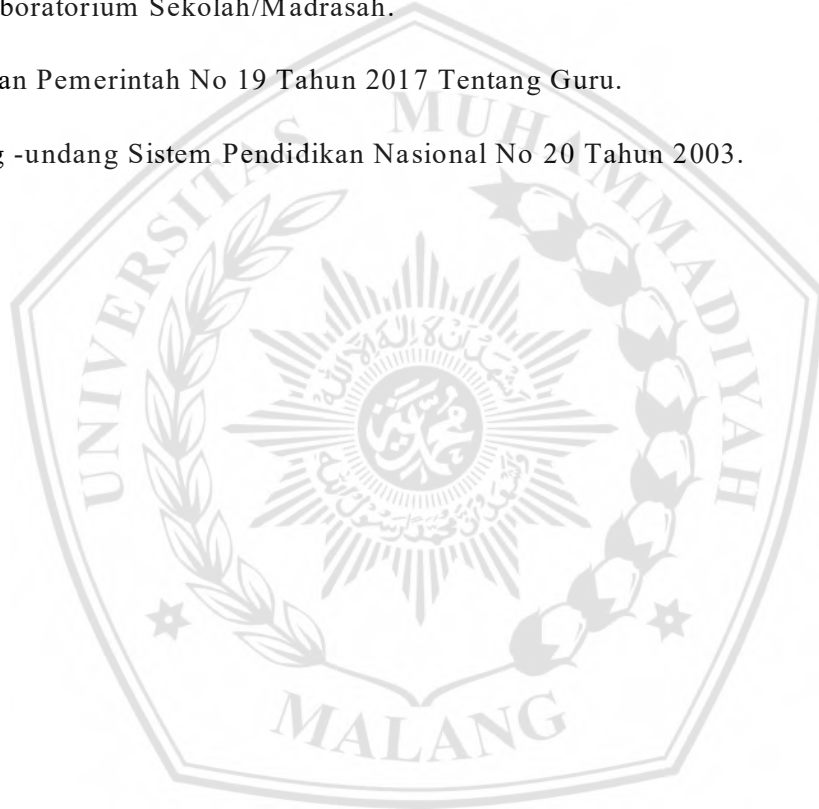 boratorium Sekolah/Madrasah.
an Pemerintah No 19 Tahun 2017 Tentang Guru.
g -undang Sistem Pendidikan Nasional No 20 Tahun 2003.
UNIVERSITAS MUHAMMADIYAH
MALANG